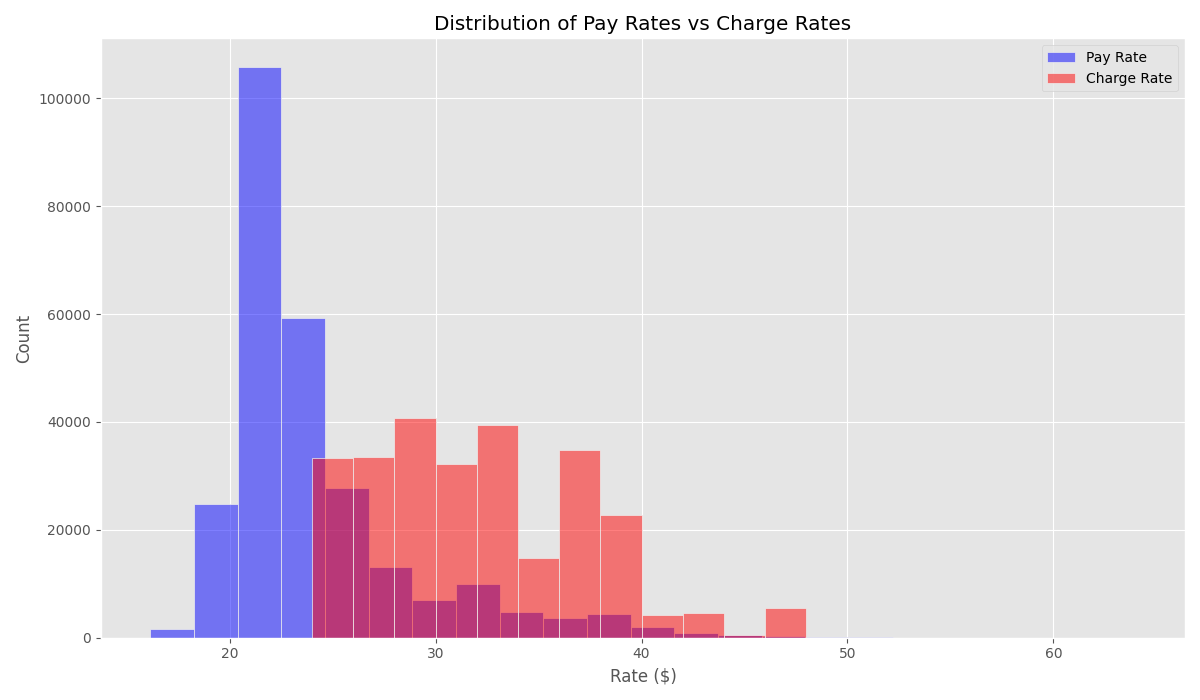 Distribution of Pay Rates vs Charge Rates
Pay Rate
Charge Rate
Count
100000
80000
60000
40000
20000
0
20
30
40
50
60
Rate ($)